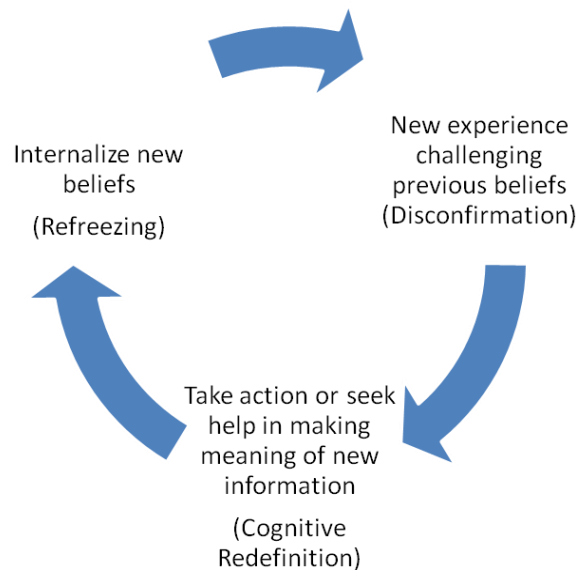 New experience
challenging
previous beliefs
(Disconfirmation)
Take action or seek
help in making
meaning of new
information
(Cognitive
Redefinition)
Internalize new
beliefs
(Refreezing)